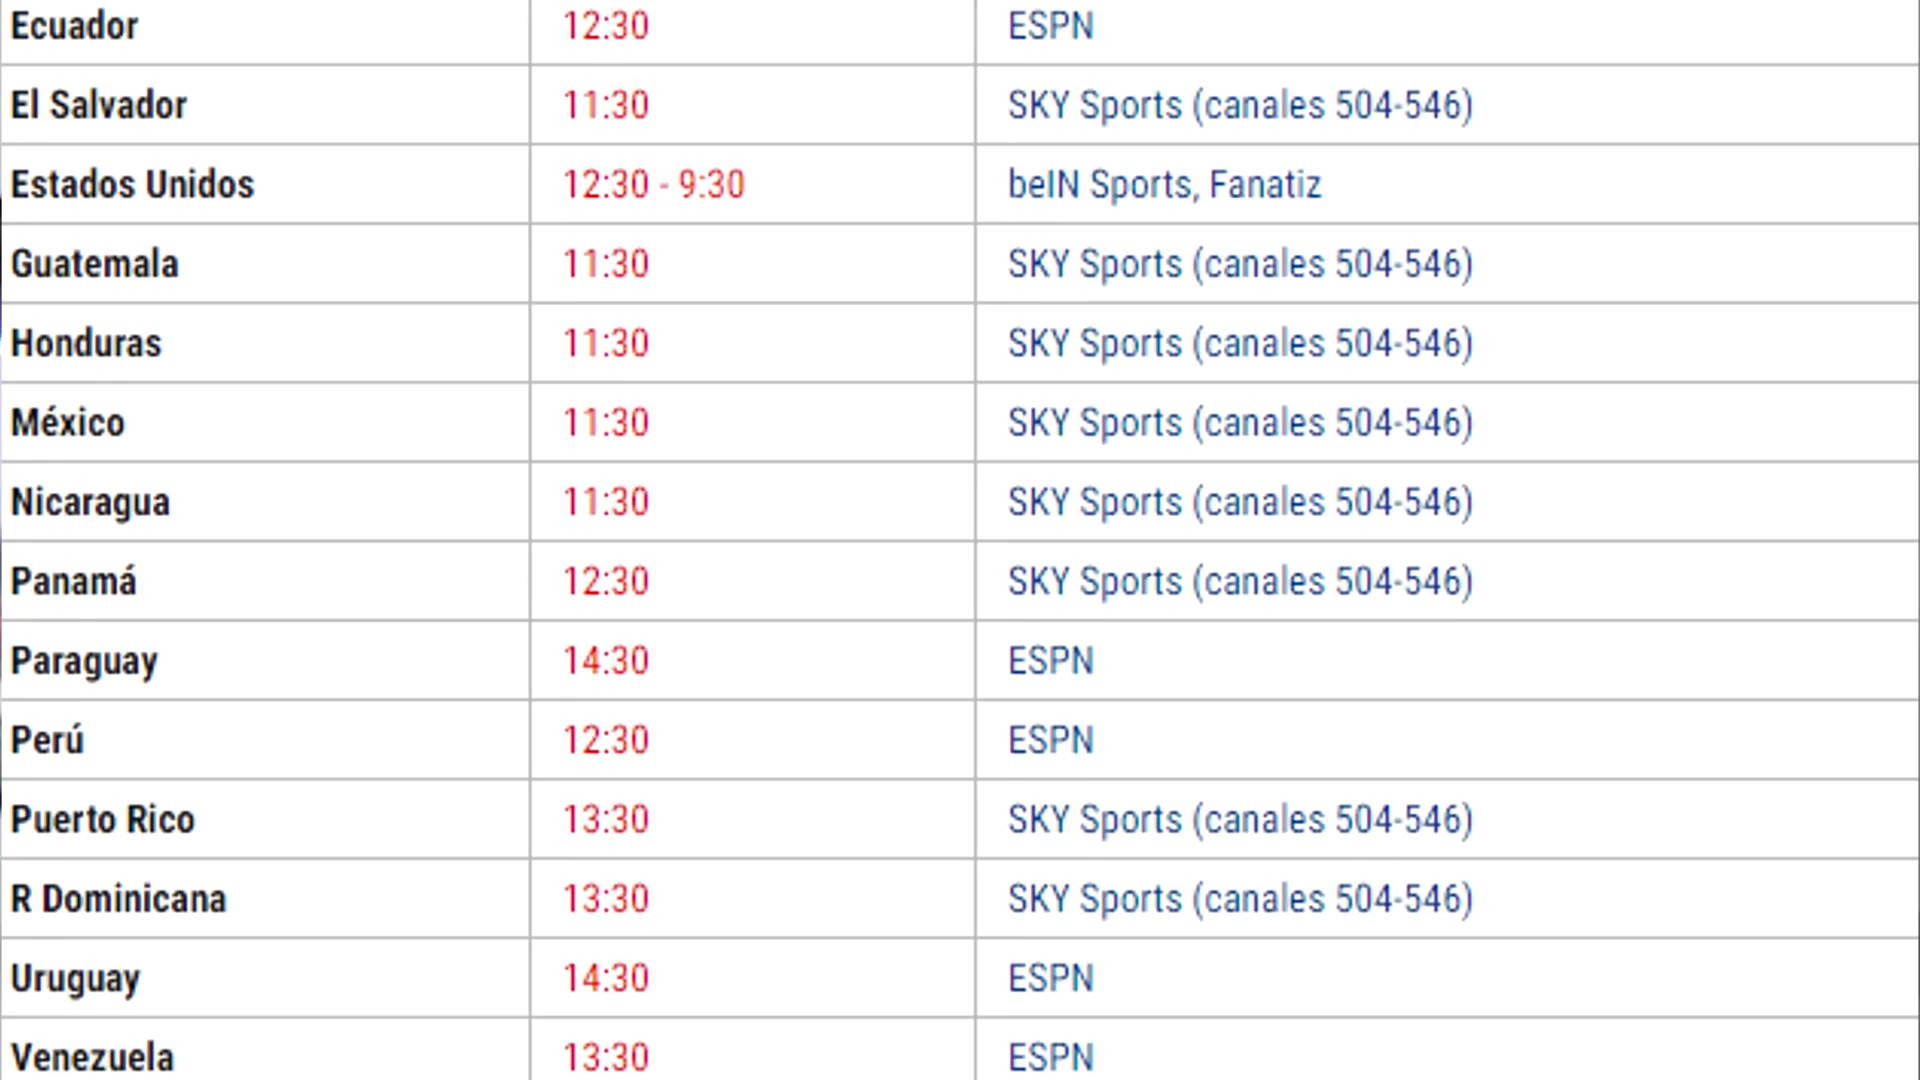 Ecuador 12:30 ESPN
El Salvador 11:30 SKY Sports (canales 504-546)
Estados Unidos 12:30 - 9:30 beIN Sports, Fanatiz
Guatemala 11:30 SKY Sports (canales 504-546)
Honduras 11:30 SKY Sports (canales 504-546)
México 11:30 SKY Sports (canales 504-546)
Nicaragua 11:30 SKY Sports (canales 504-546)
Panamá 12:30 SKY Sports (canales 504-546)
Paraguay 14:30 ESPN
Perú 12:30 ESPN
Puerto Rico 13:30 SKY Sports (canales 504-546)
R Dominicana 13:30 SKY Sports (canales 504-546)
Uruguay 14:30 ESPN
Venezuela 13:30 ESPN